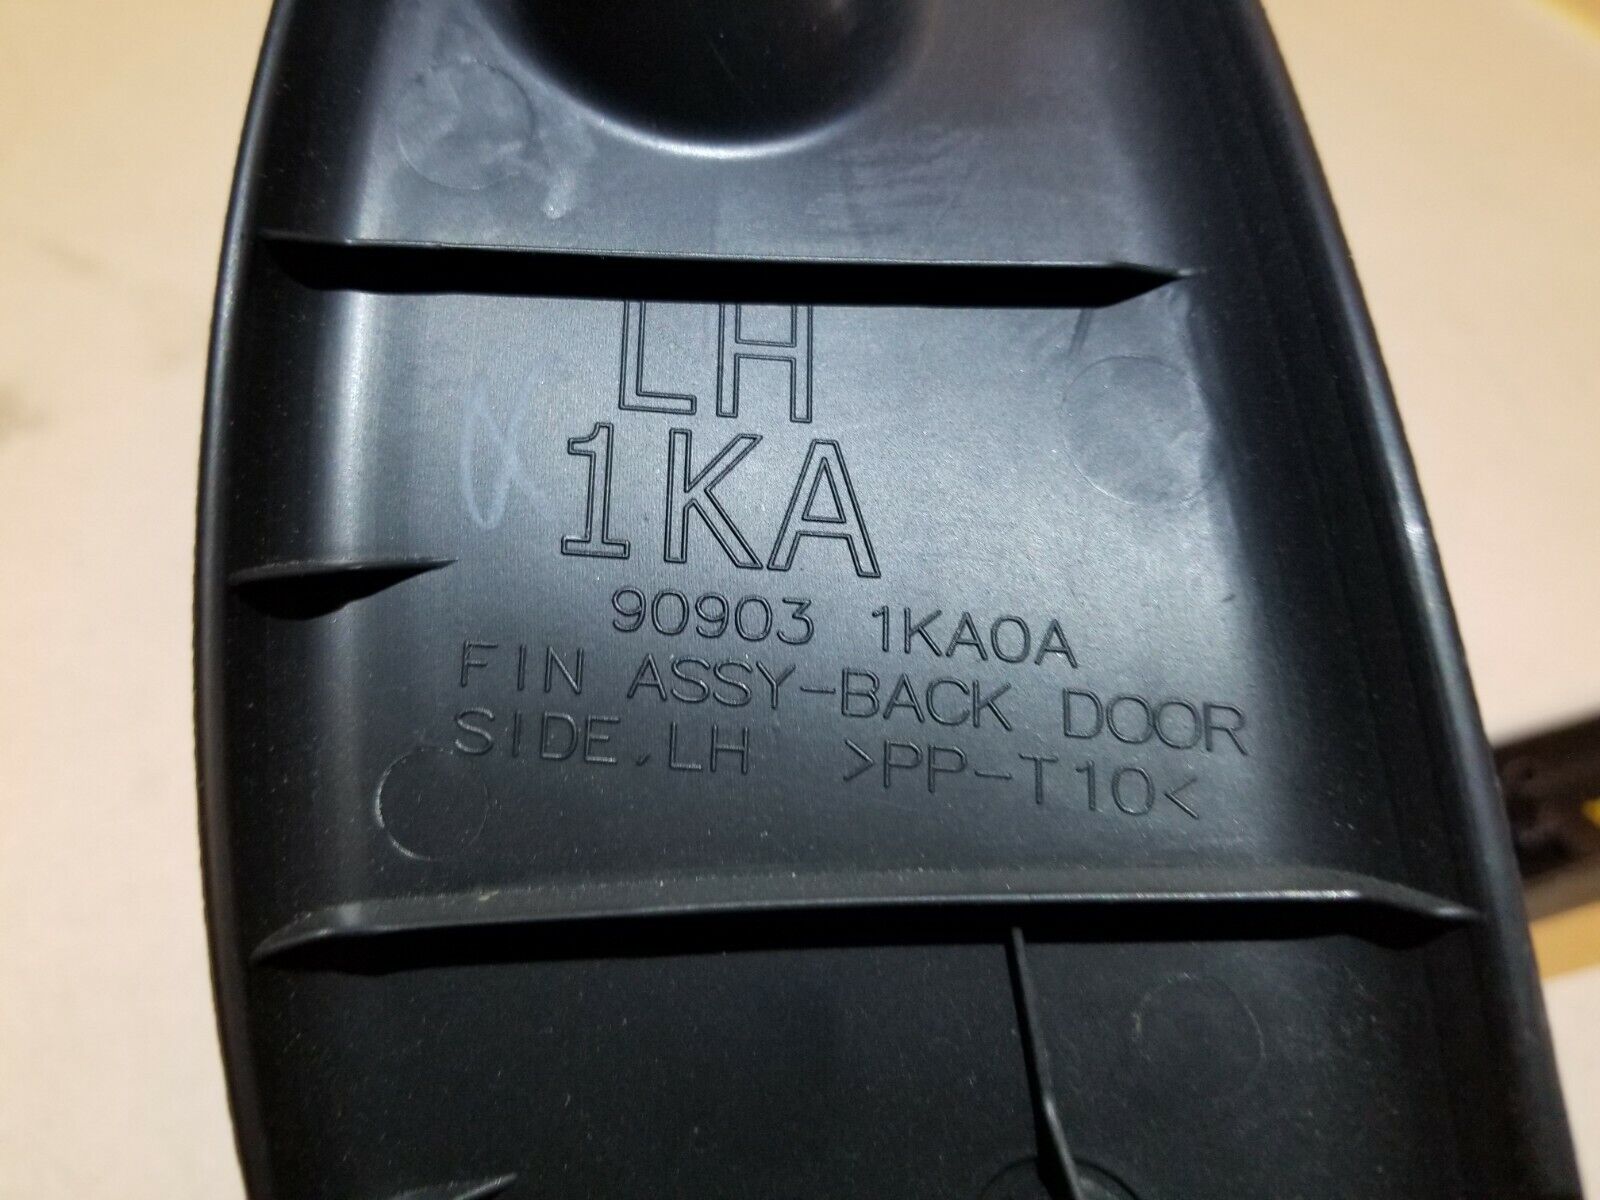 LH
1KA
90903 1KA0A
FIN ASSY-BACK DOOR
SIDE,LH >PP-T10<